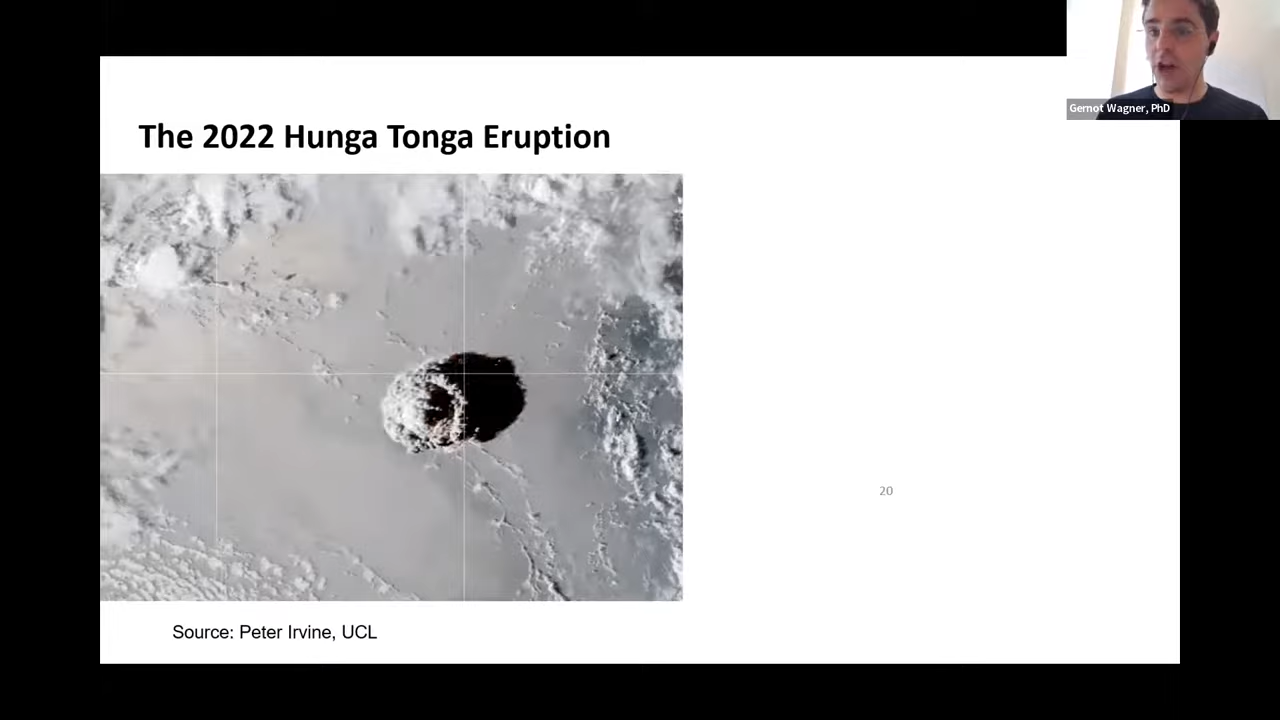 Gernot Wagner, PhD
The 2022 Hunga Tonga Eruption
20
Source: Peter Irvine, UCL